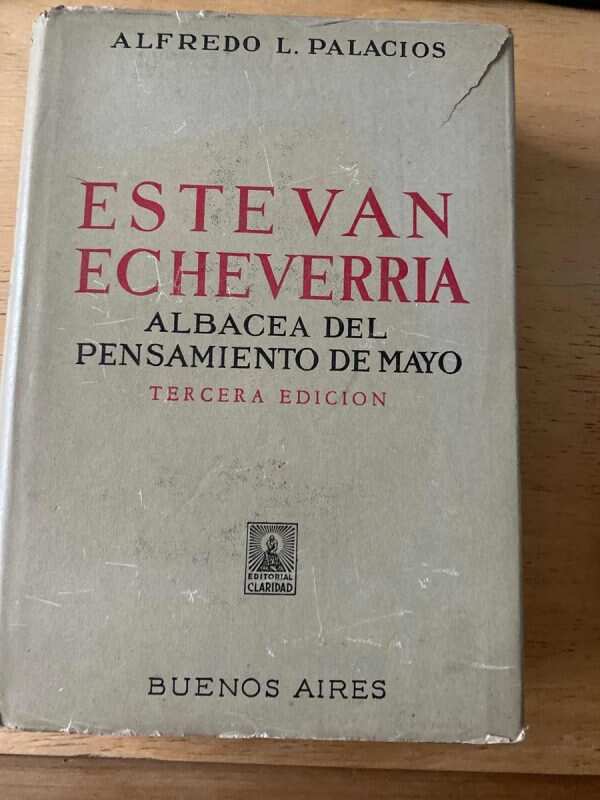 ALFREDO L. PALACIOS
ESTEVAN
ECHEVERRIA
ALBACEA DEL
PENSAMIENTO DE MAYO
TERCERA EDICION
EDITORIAL
CLARIDAD
BUENOS AIRES